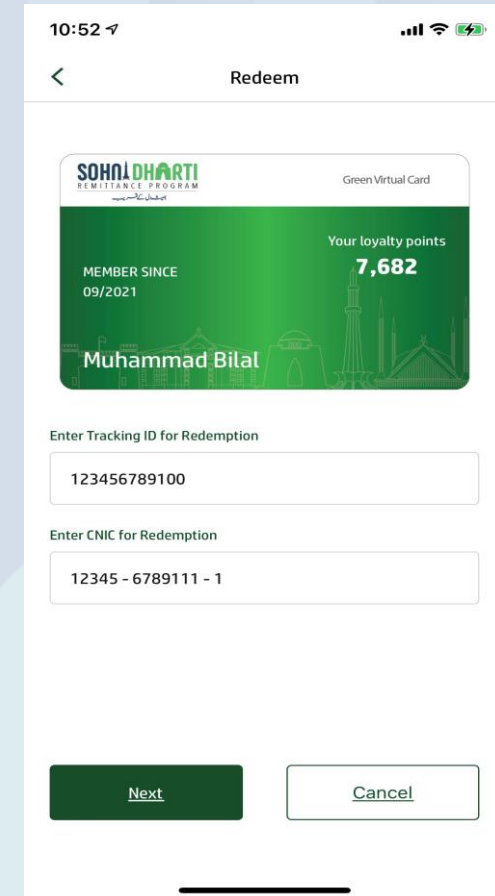 10:52
Redeem
SOHNI DHARTI
REMITTANCE PROGRAM
Green Virtual Card
Your loyalty points
7,682
MEMBER SINCE
09/2021
Muhammad Bilal
Enter Tracking ID for Redemption
123456789100
Enter CNIC for Redemption
12345 - 6789111 - 1
Next
Cancel